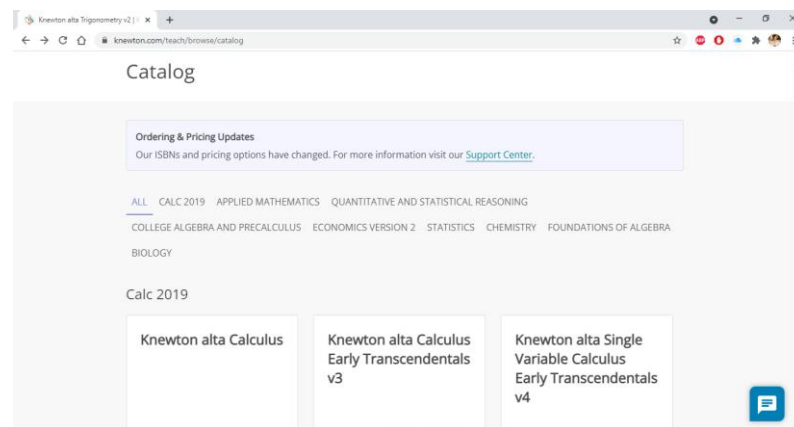 Knewton alta Trigonometry v2 |
knewton.com/teach/browse/catalog
Catalog
Ordering & Pricing Updates
Our ISBNs and pricing options have changed. For more information visit our Support Center.
ALL CALC 2019 APPLIED MATHEMATICS QUANTITATIVE AND STATISTICAL REASONING
COLLEGE ALGEBRA AND PRECALCULUS ECONOMICS VERSION 2 STATISTICS CHEMISTRY FOUNDATIONS OF ALGEBRA
BIOLOGY
Calc 2019
Knewton alta Calculus
Knewton alta Calculus
Early Transcendentals
v3
Knewton alta Single
Variable Calculus
Early Transcendentals
v4